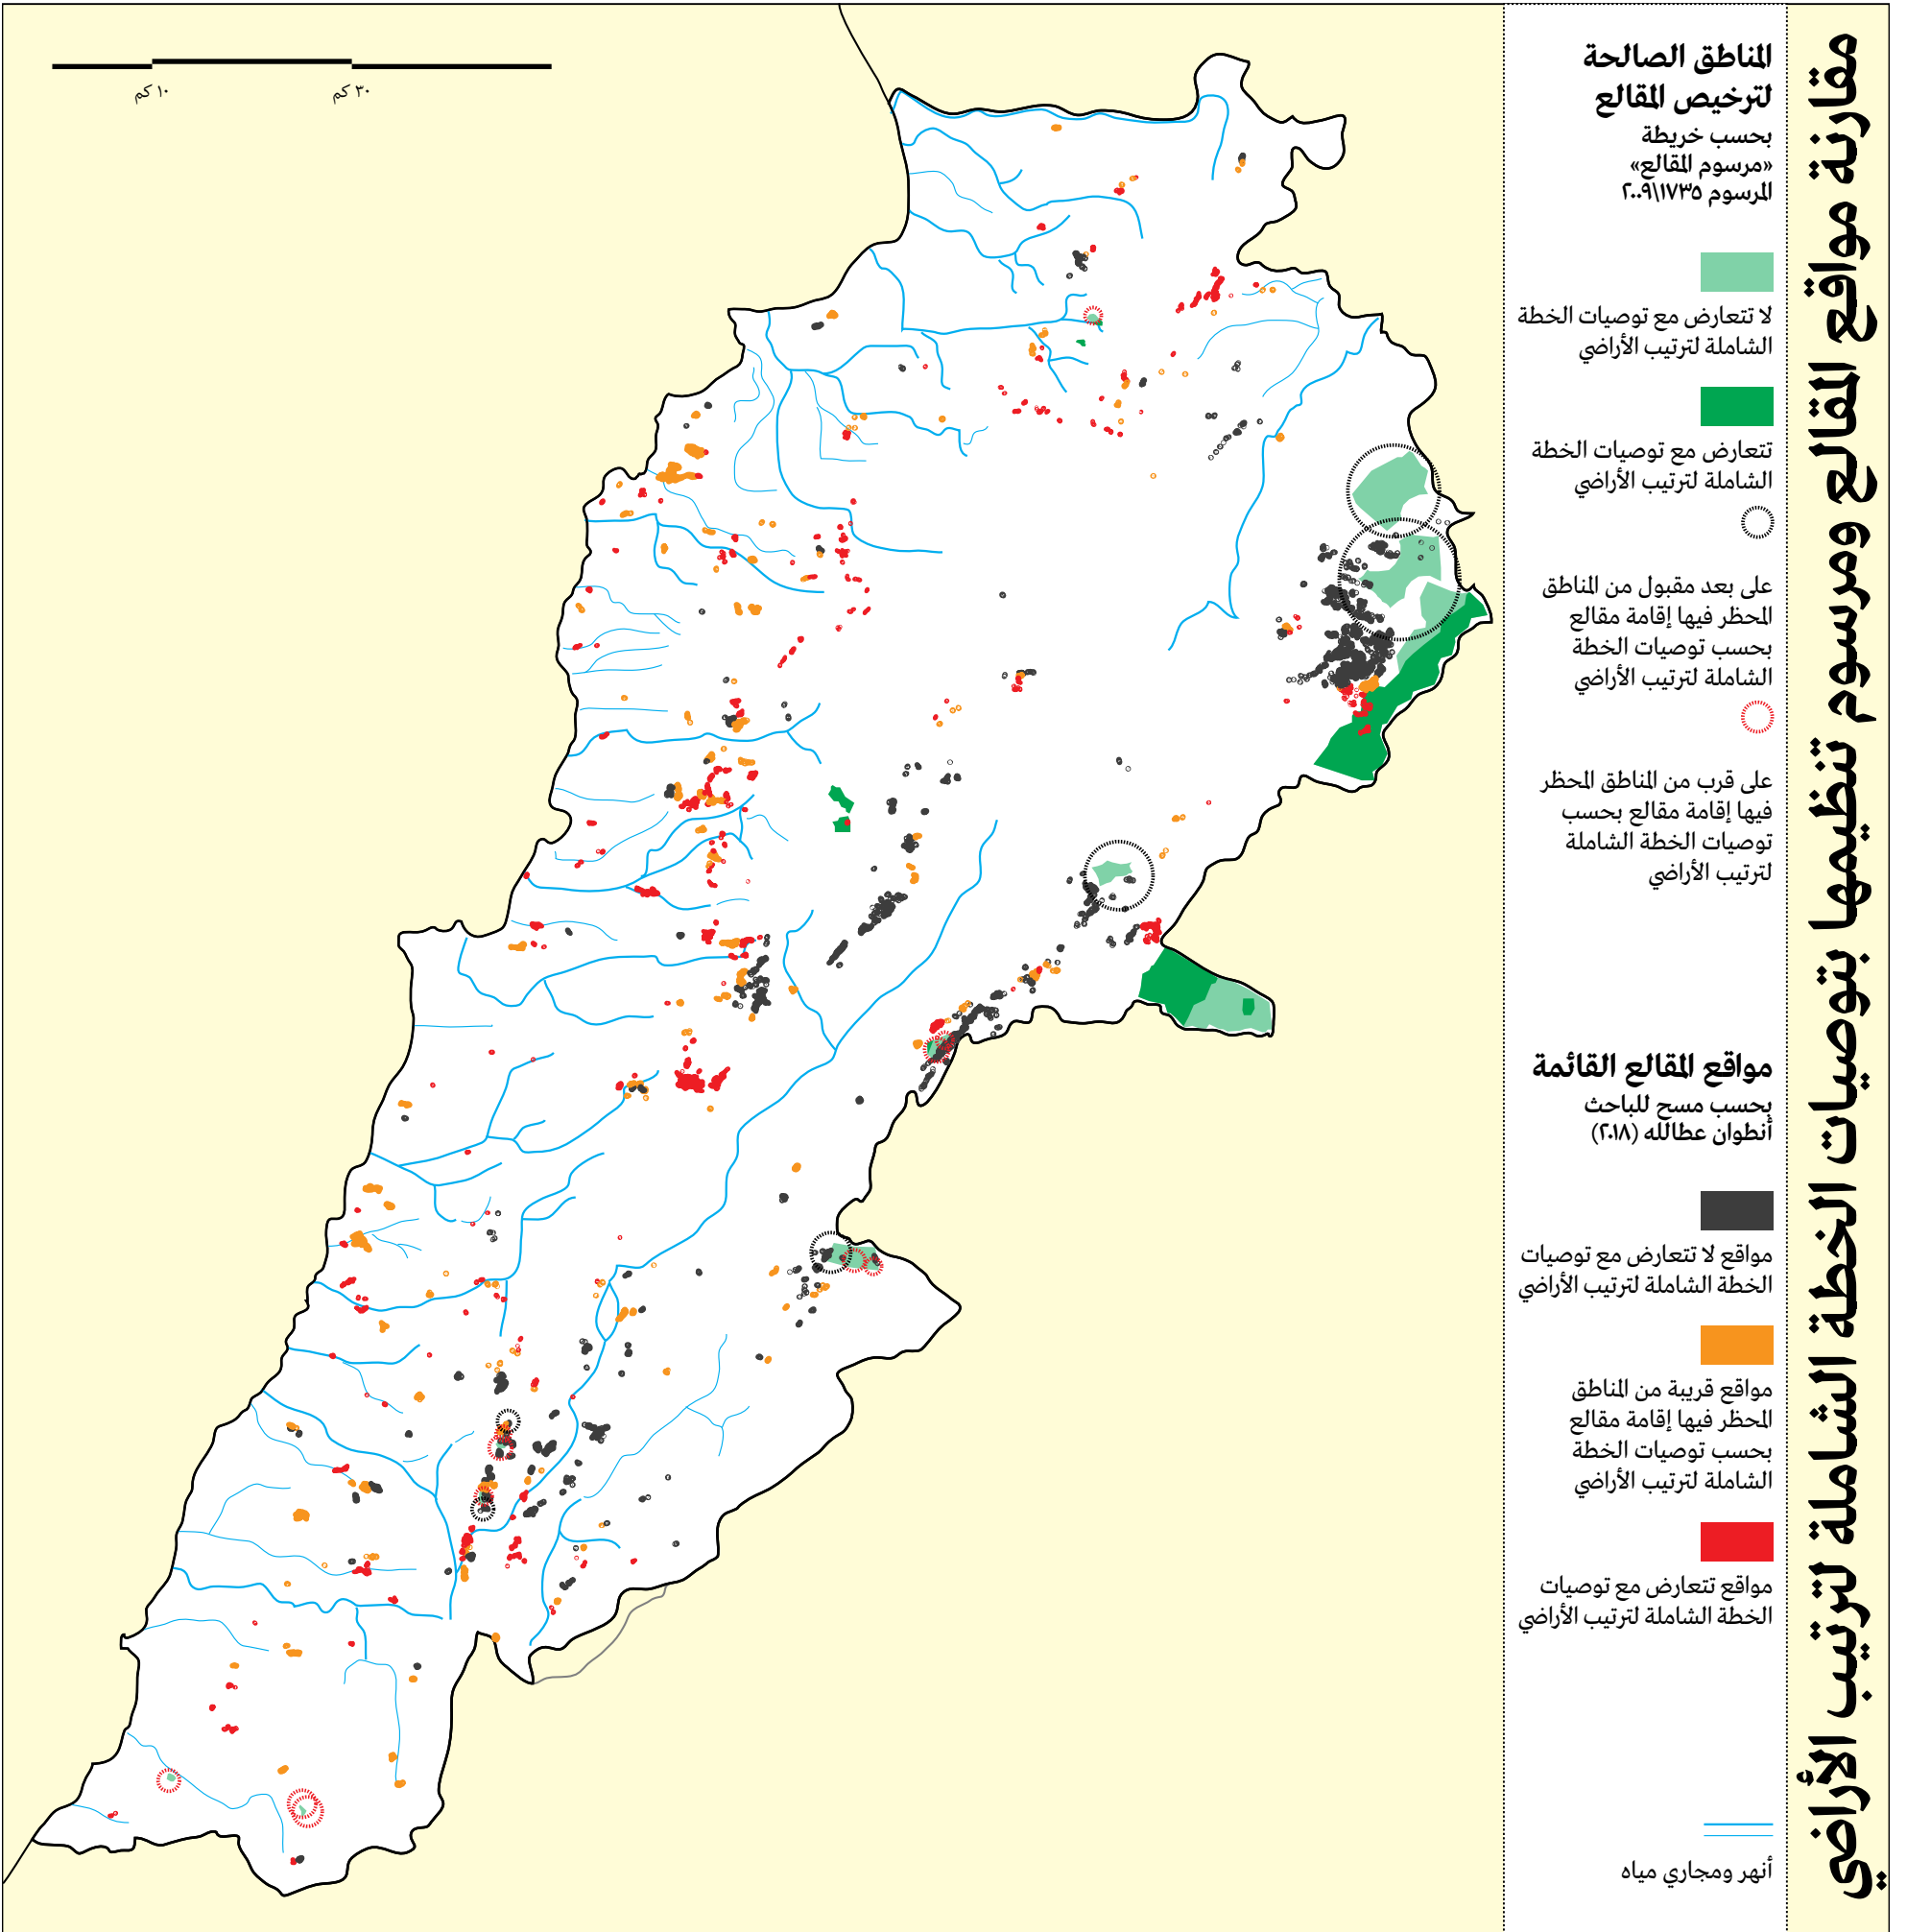 مقارنة مواقع المقالع ومرسوم تنظيمها بتوصيات الخطة الشاملة لترتيب الأراضي
المناطق الصالحة
لترخيص المقالع
بحسب خريطة
«مرسوم المقالع»
المرسوم ١٧٣٥\٢٠٠٩
لا تتعارض مع توصيات الخطة
الشاملة لترتيب الأراضي
تتعارض مع توصيات الخطة
الشاملة لترتيب الأراضي
على بعد مقبول من المناطق
المحظر فيها إقامة مقالع
بحسب توصيات الخطة
الشاملة لترتيب الأراضي
على قرب من المناطق المحظر
فيها إقامة مقالع بحسب
توصيات الخطة الشاملة
لترتيب الأراضي
مواقع المقالع القائمة
بحسب مسح للباحث
أنطوان عطالله (٢٠١٨)
مواقع لا تتعارض مع توصيات
الخطة الشاملة لترتيب الأراضي
مواقع قريبة من المناطق
المحظر فيها إقامة مقالع
بحسب توصيات الخطة
الشاملة لترتيب الأراضي
مواقع تتعارض مع توصيات
الخطة الشاملة لترتيب الأراضي
أنهر ومجاري مياه
١٠ كم
٣٠ كم